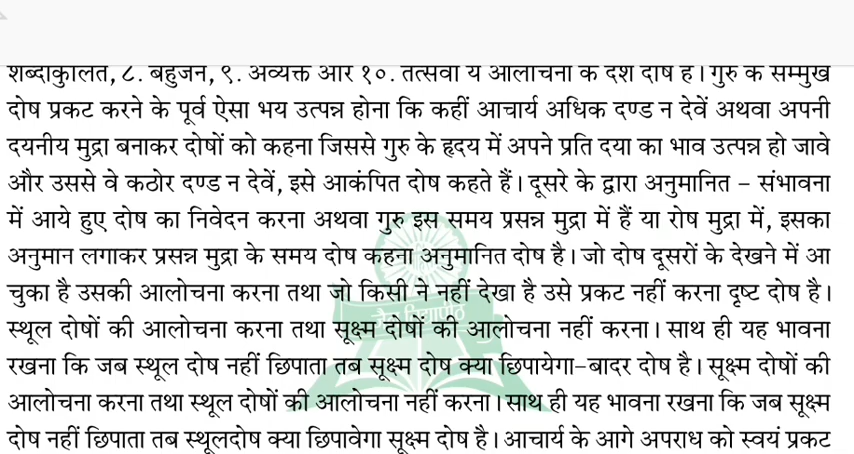 शब्दाकुलित, ८. बहुजन, ९. अव्यक्त और १०. तत्सेवी ये आलोचना के दश दोष हैं। गुरु के सम्मुख
दोष प्रकट करने के पूर्व ऐसा भय उत्पन्न होना कि कहीं आचार्य अधिक दण्ड न देवें अथवा अपनी
दयनीय मुद्रा बनाकर दोषों को कहना जिससे गुरु के हृदय में अपने प्रति दया का भाव उत्पन्न हो जावे
और उससे वे कठोर दण्ड न देवें, इसे आकंपित दोष कहते हैं। दूसरे के द्वारा अनुमानित – संभावना
में आये हुए दोष का निवेदन करना अथवा गुरु इस समय प्रसन्न मुद्रा में हैं या रोष मुद्रा में, इसका
अनुमान लगाकर प्रसन्न मुद्रा के समय दोष कहना अनुमानित दोष है। जो दोष दूसरों के देखने में आ
चुका है उसकी आलोचना करना तथा जो किसी ने नहीं देखा है उसे प्रकट नहीं करना दृष्ट दोष है।
स्थूल दोषों की आलोचना करना तथा सूक्ष्म दोषों की आलोचना नहीं करना। साथ ही यह भावना
रखना कि जब स्थूल दोष नहीं छिपाता तब सूक्ष्म दोष क्या छिपायेगा–बादर दोष है। सूक्ष्म दोषों की
आलोचना करना तथा स्थूल दोषों की आलोचना नहीं करना। साथ ही यह भावना रखना कि जब सूक्ष्म
दोष नहीं छिपाता तब स्थूलदोष क्या छिपावेगा सूक्ष्म दोष है। आचार्य के आगे अपराध को स्वयं प्रकट